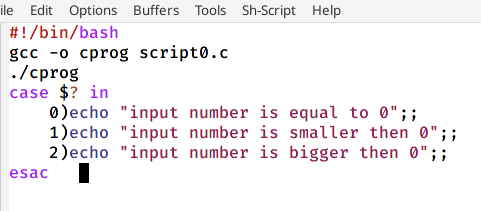 ile Edit Options Buffers Tools Sh-Script Help
#!/bin/bash
gcc -o cprog script0.c
./cprog
case $? in
    0)echo "input number is equal to 0";;
    1)echo "input number is smaller then 0";;
    2)echo "input number is bigger then 0";;
esac